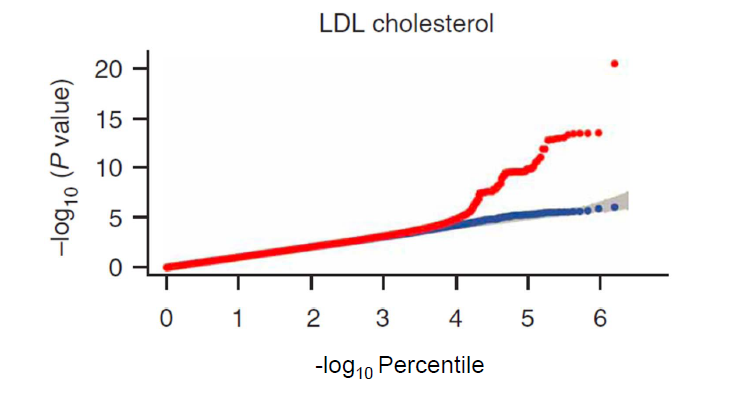 LDL cholesterol
–log10 (P value)
20
15
10
5
0
0 1 2 3 4 5 6
-log10 Percentile